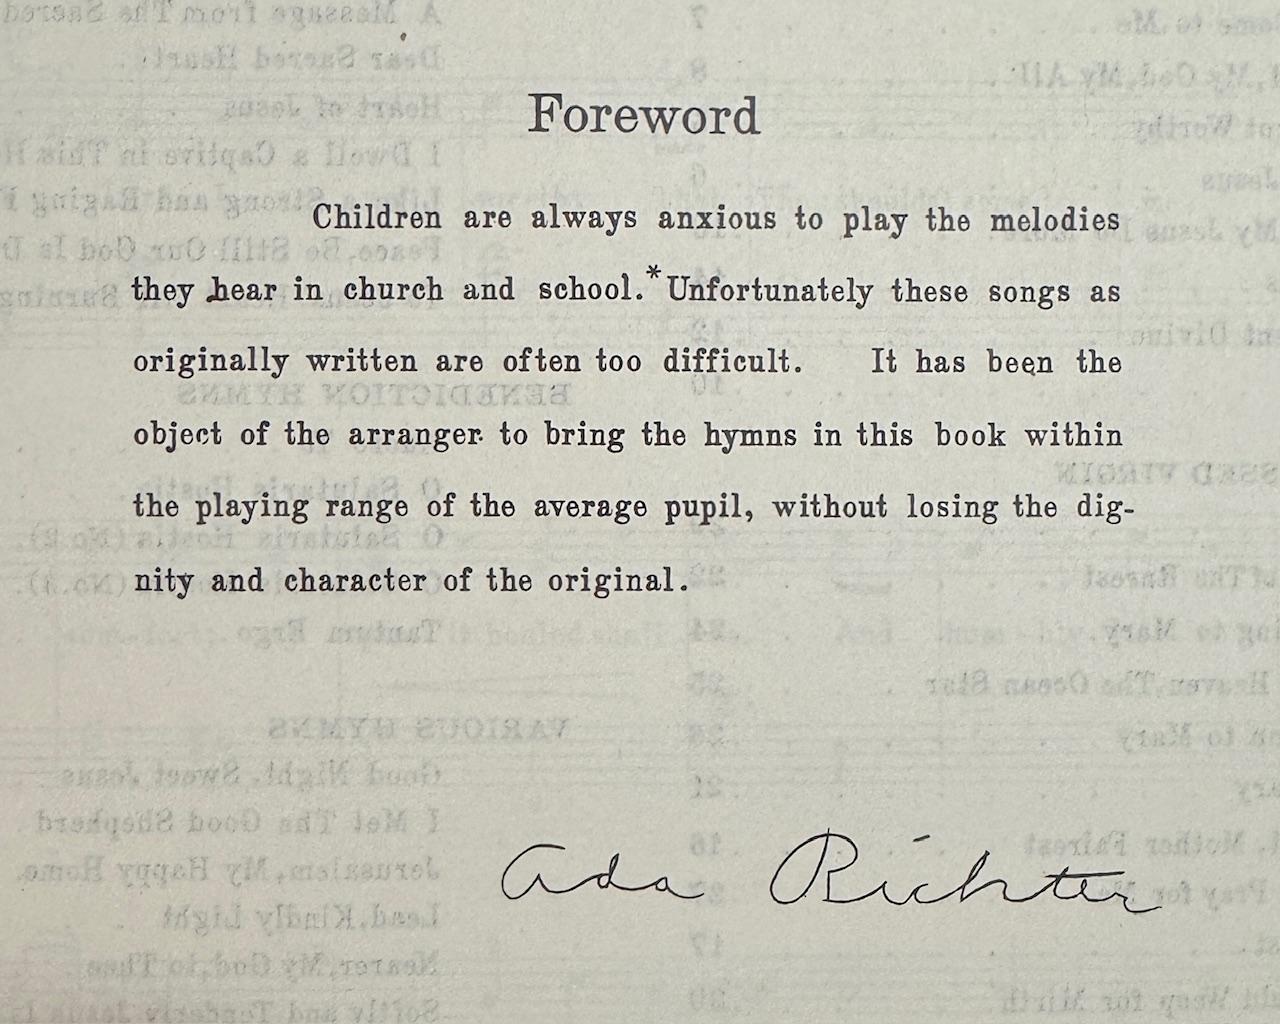 Foreword
Children are always anxious to play the melodies
they hear in church and school.* Unfortunately these songs as
originally written are often too difficult. It has been the
object of the arranger to bring the hymns in this book within
the playing range of the average pupil, without losing the dig-
nity and character of the original.
Ada Richter